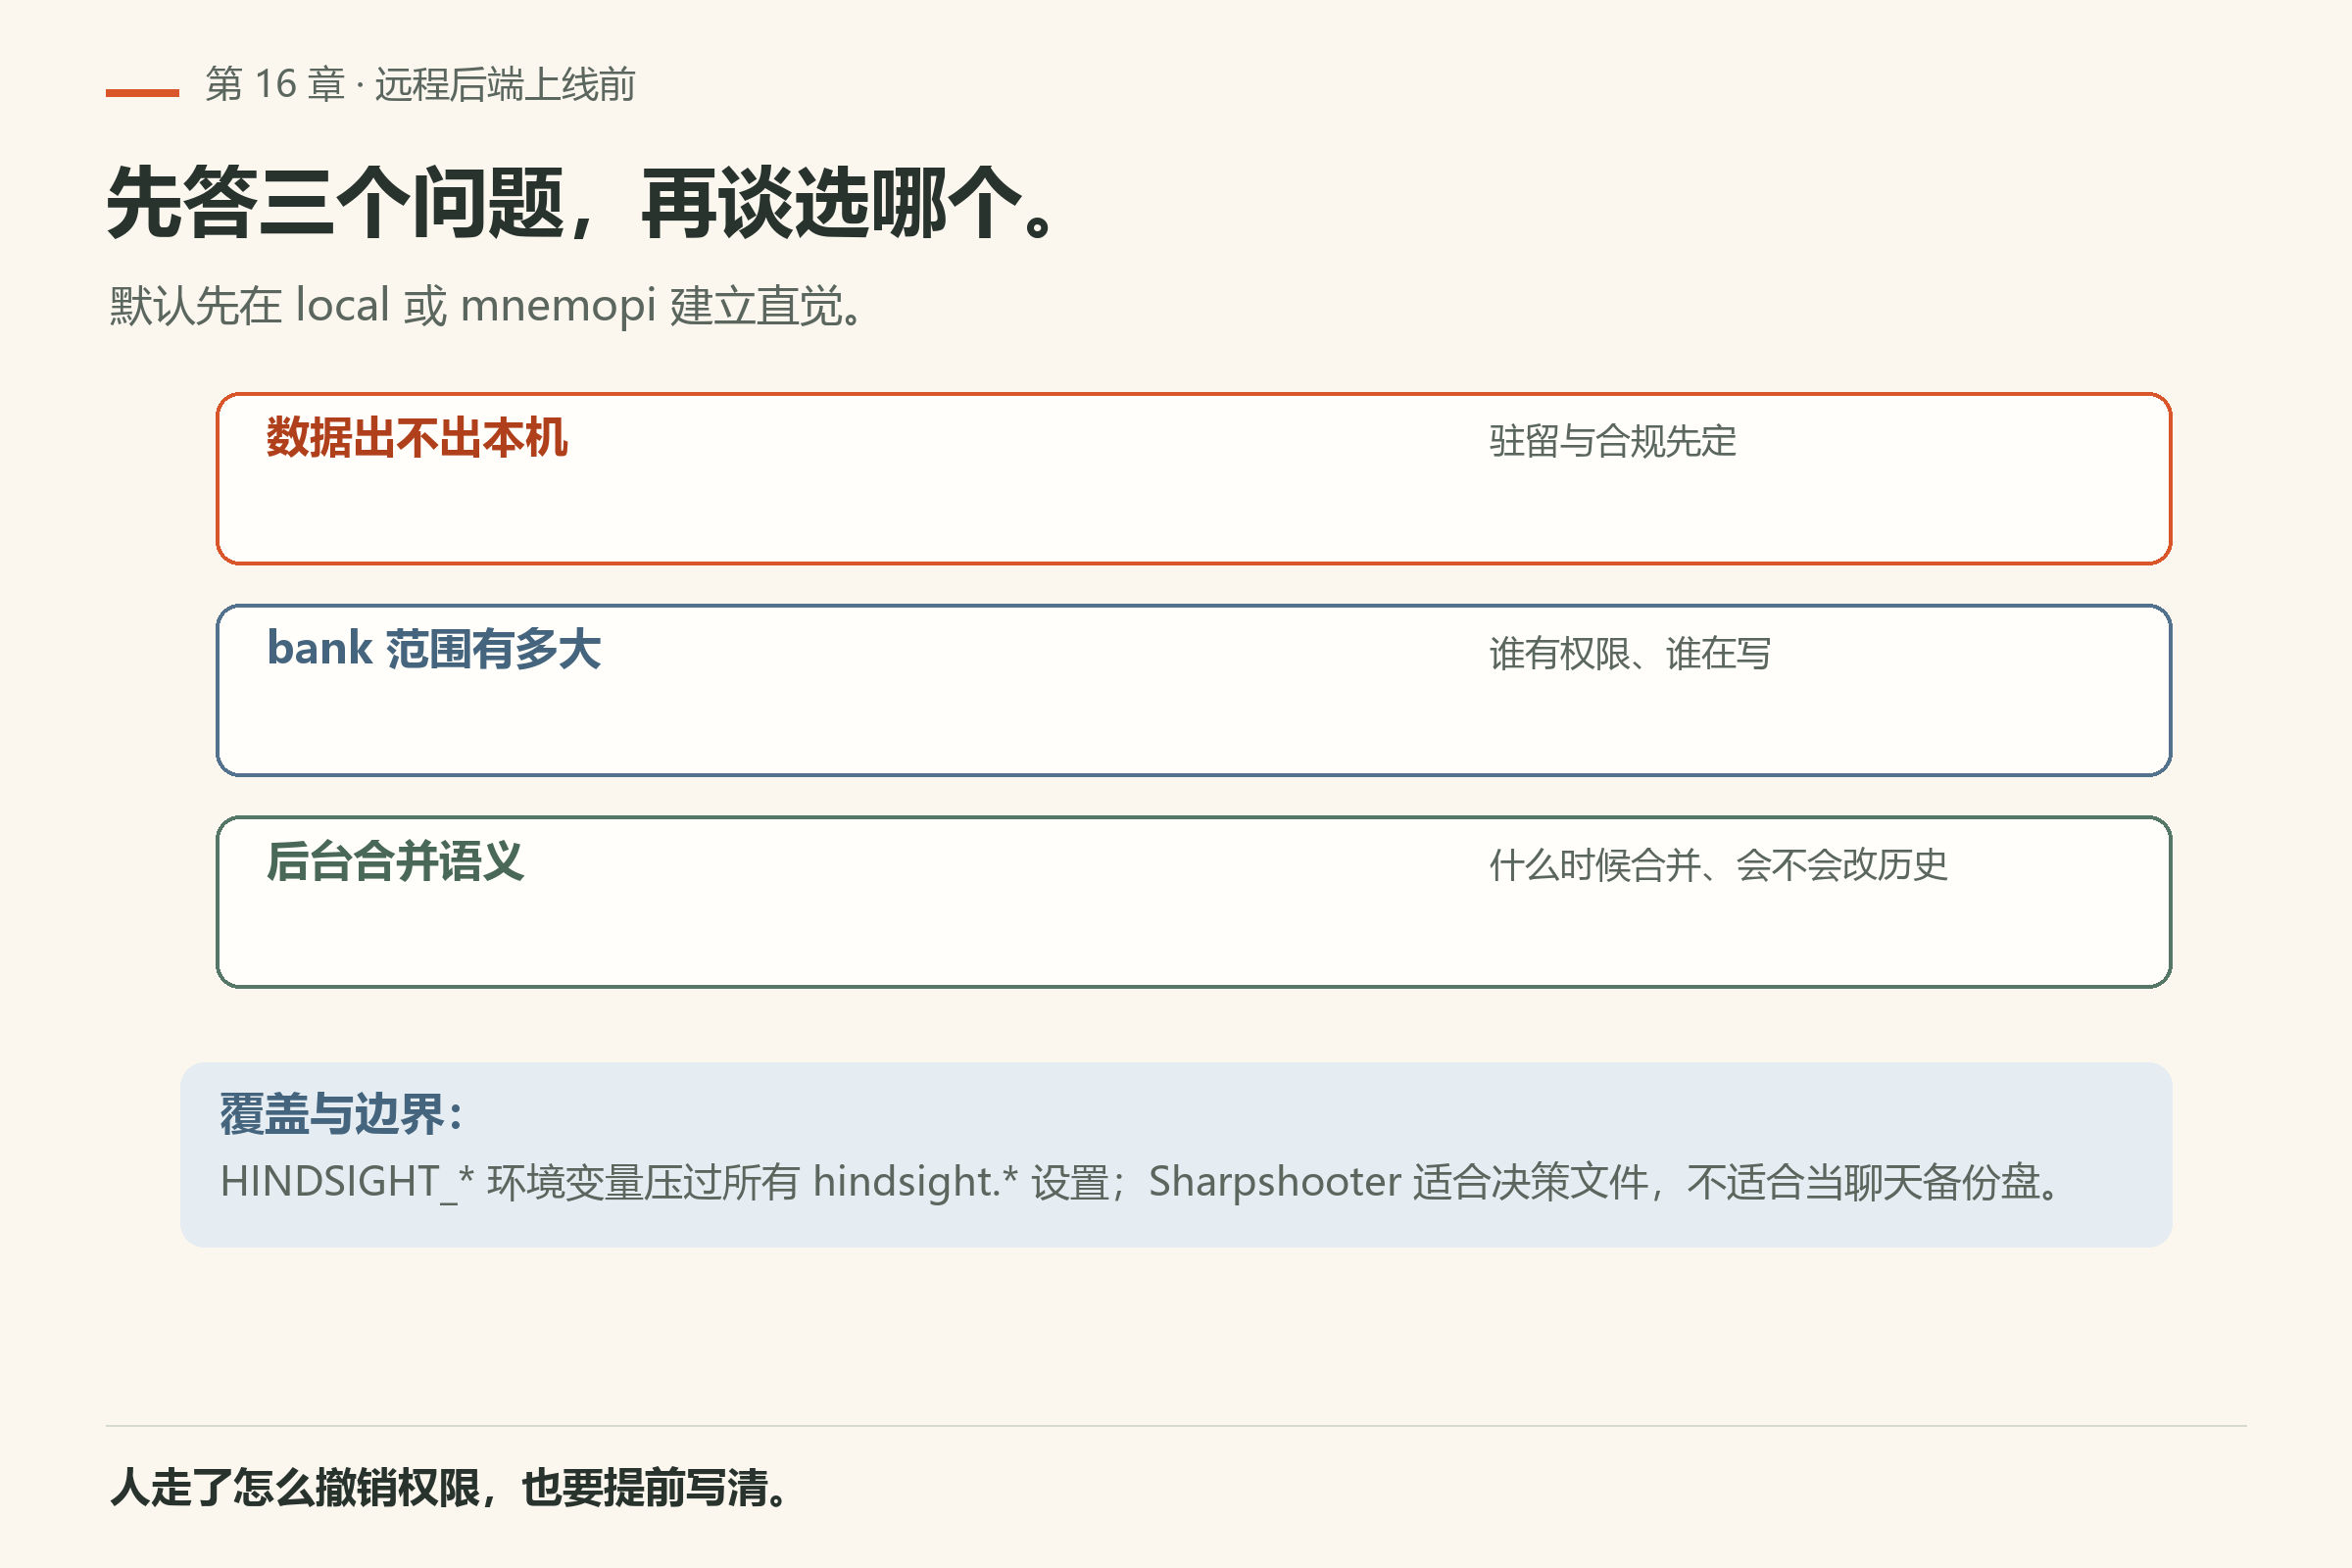 第 16 章 · 远程后端上线前
先答三个问题，再谈选哪个。
默认先在 local 或 mnemopi 建立直觉。
数据出不出本机
驻留与合规先定
bank 范围有多大
谁有权限、谁在写
后台合并语义
什么时候合并、会不会改历史
覆盖与边界：
HINDSIGHT_* 环境变量压过所有 hindsight.* 设置；Sharpshooter 适合决策文件，不适合当聊天备份盘。
人走了怎么撤销权限，也要提前写清。